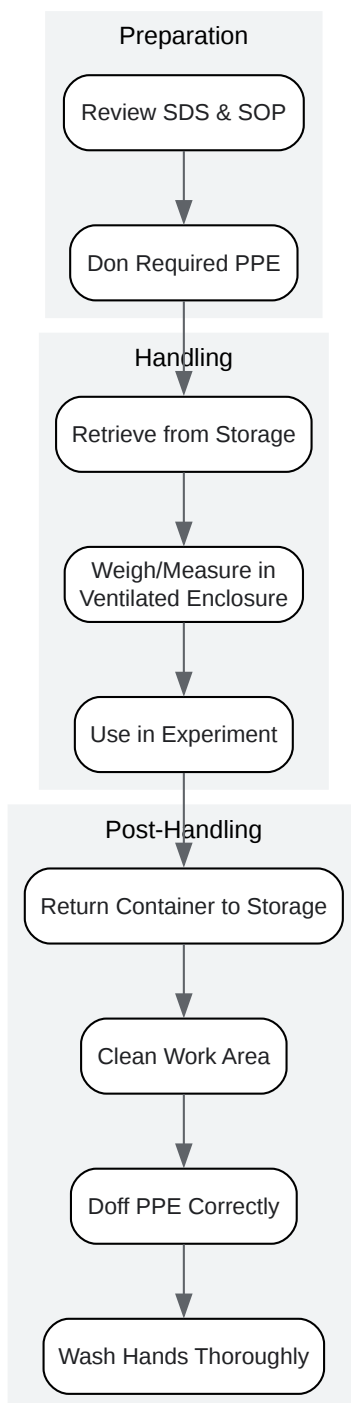 Preparation
Review SDS & SOP
Don Required PPE
Handling
Retrieve from Storage
Weigh/Measure in
Ventilated Enclosure
Use in Experiment
Post-Handling
Return Container to Storage
Clean Work Area
Doff PPE Correctly
Wash Hands Thoroughly